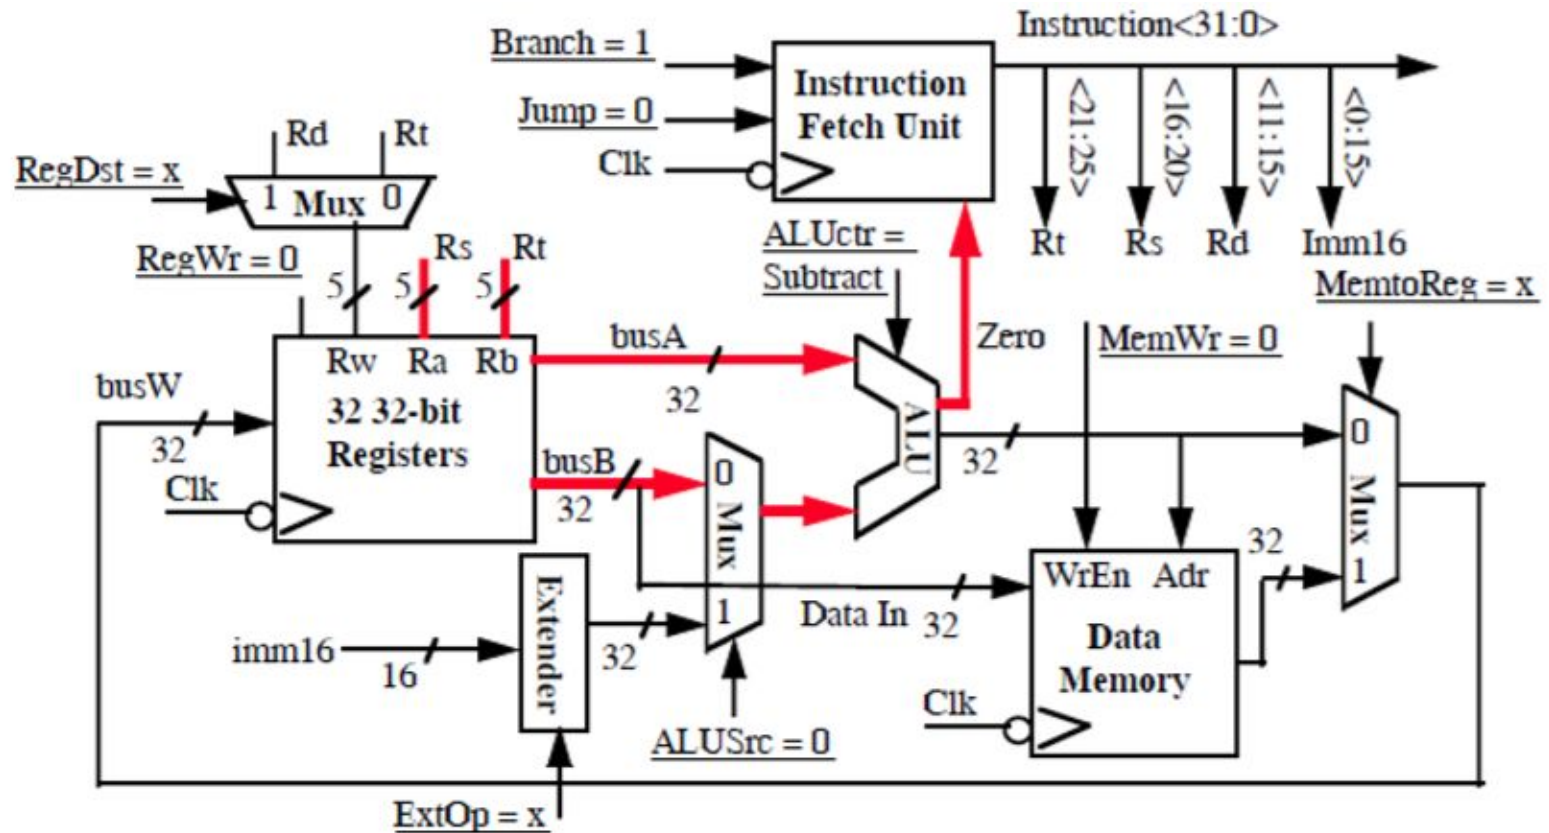 Instruction<31:0>
Branch = 1
Jump = 0
Clk
Instruction
Fetch Unit
<21:25>
<16:20>
<11:15>
<0:15>
Rt
Rs
Rd
Imm16
Rd
Rt
RegDst = x
1 Mux 0
RegWr = 0
5
5
Rs
5
Rt
ALUctr =
Subtract
Zero
MemWr = 0
MemtoReg = x
busW
32
Clk
Rw Ra Rb
32 32-bit
Registers
busA
32
busB
32
0
Mux
1
ALU
32
imm16
16
Extender
32
ALUSrc = 0
ExtOp = x
Data In
32
WrEn Adr
Data
Memory
Clk
32
0
Mux
1